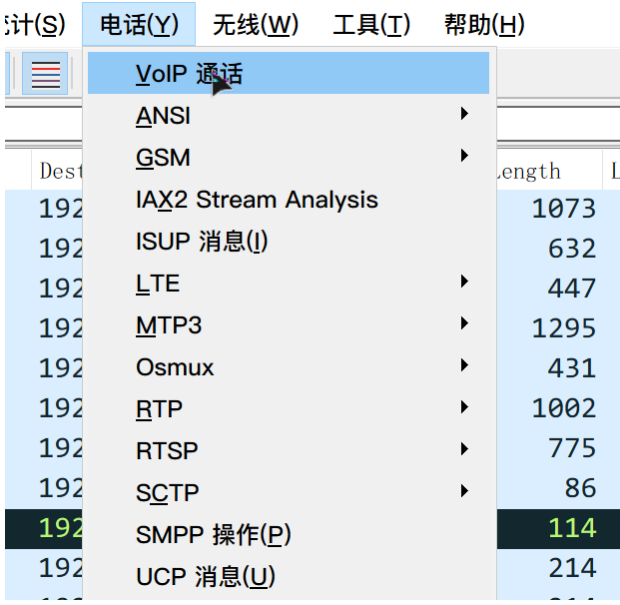 计(S) 电话(Y) 无线(W) 工具(T) 帮助(H)
VoIP 通话
ANSI
GSM
IAX2 Stream Analysis
ISUP 消息(I)
LTE
MTP3
Osmux
RTP
RTSP
SCTP
SMPP 操作(P)
UCP 消息(U)
Dest
192
192
192
192
192
192
192
192
192
192
Length
1073
632
447
1295
431
1002
775
86
114
214